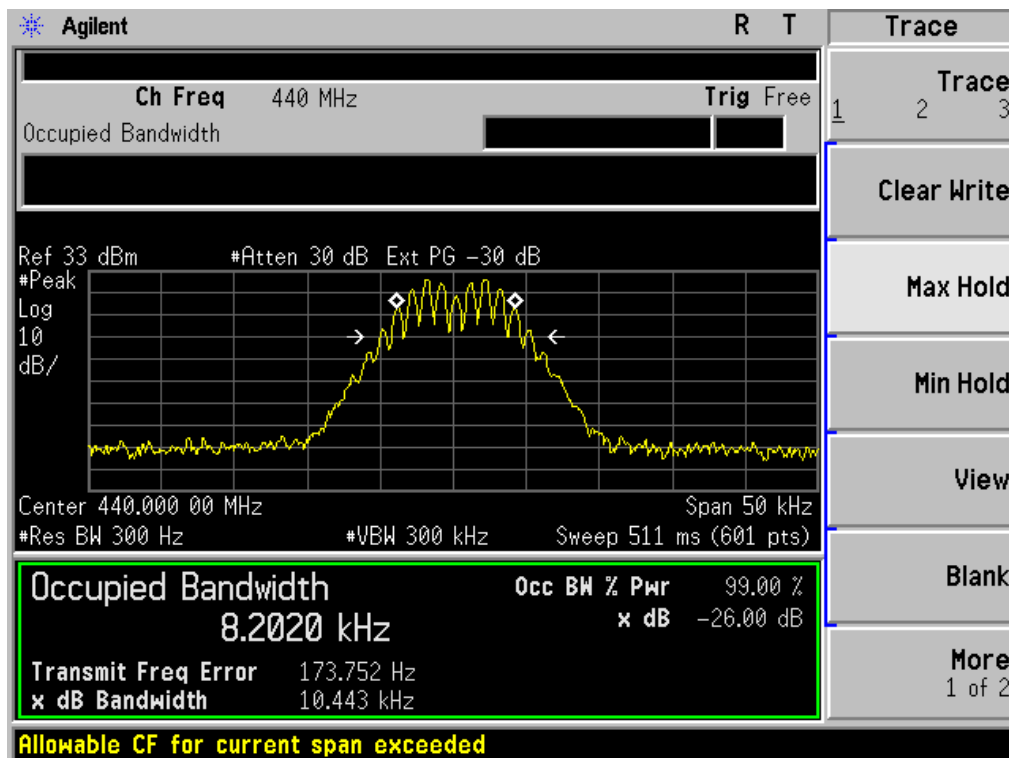 Agilent R T Trace
Ch Freq 440 MHz Trig Free
Occupied Bandwidth
Trace
1 2 3
Clear Write
Ref 33 dBm #Atten 30 dB Ext PG −30 dB
#Peak
Log
10
dB/
Max Hold
Min Hold
View
Center 440.000 00 MHz Span 50 kHz
#Res BW 300 Hz #VBW 300 kHz Sweep 511 ms (601 pts)
Occupied Bandwidth Occ BW % Pwr 99.00 %
8.2020 kHz x dB −26.00 dB
Transmit Freq Error 173.752 Hz
x dB Bandwidth 10.443 kHz
Blank
More
1 of 2
Allowable CF for current span exceeded